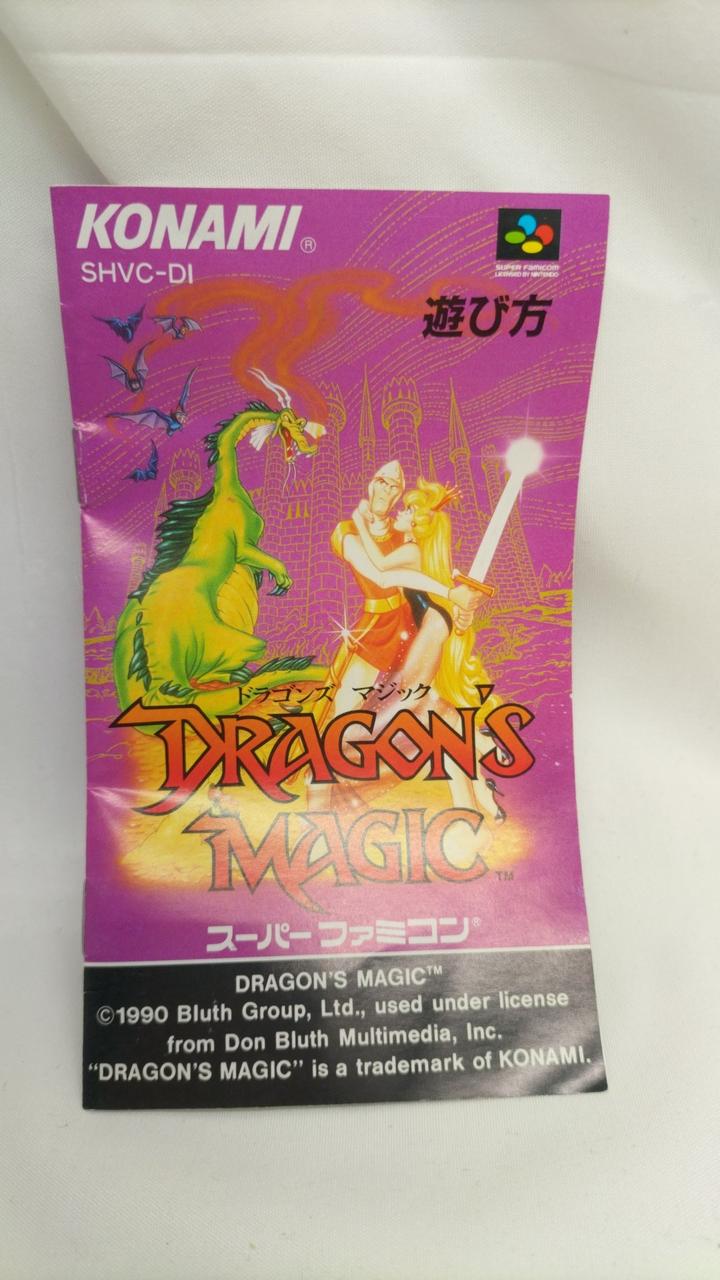 KONAMI®
SHVC-DI
SUPER FAMICOM
LICENSED BY NINTENDO
遊び方
ドラゴンズ マジック
DRAGON'S
MAGIC™
スーパーファミコン®
DRAGON'S MAGIC™
©1990 Bluth Group, Ltd., used under license
from Don Bluth Multimedia, Inc.
“DRAGON'S MAGIC” is a trademark of KONAMI.